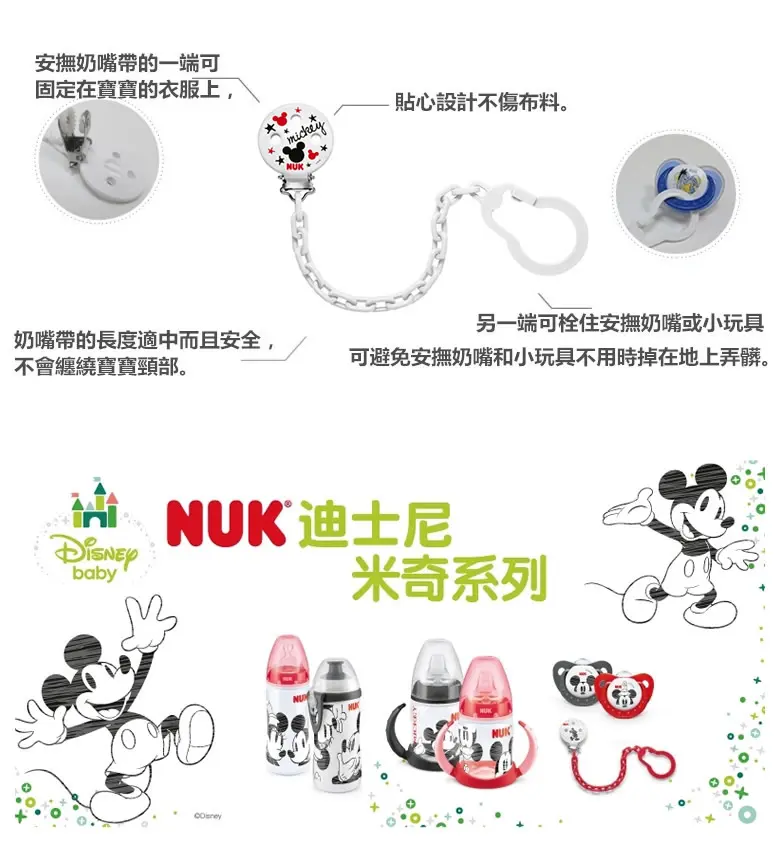 安撫奶嘴帶的一端可
固定在寶寶的衣服上，
貼心設計不傷布料。
mickey
NUK
另一端可栓住安撫奶嘴或小玩具
可避免安撫奶嘴和小玩具不用時掉在地上弄髒。
奶嘴帶的長度適中而且安全，
不會纏繞寶寶頸部。
NUK® 迪士尼
米奇系列
DISNEY
baby
NUK
NUK
NUK
NUK
©Disney